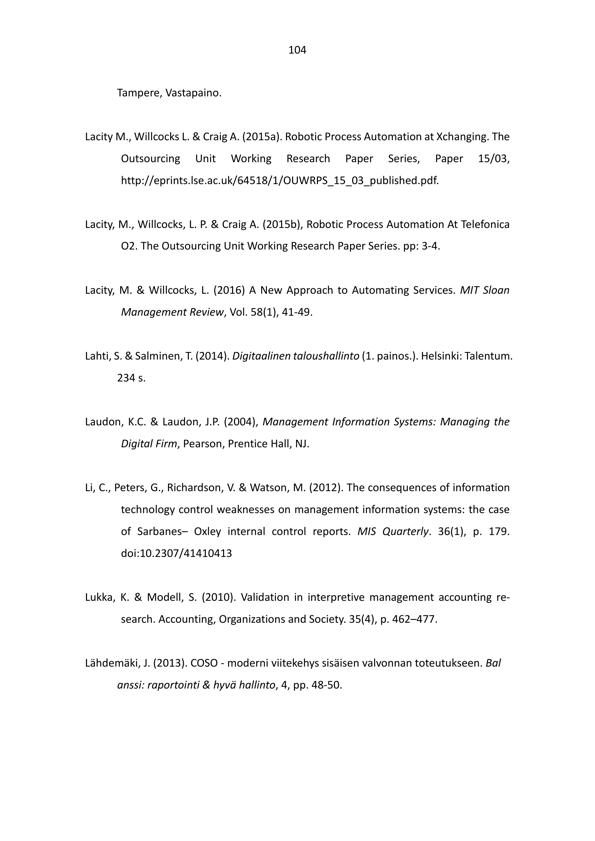 104
Tampere, Vastapaino.
Lacity M., Willcocks L. & Craig A. (2015a). Robotic Process Automation at Xchanging. The
Outsourcing Unit Working Research Paper Series, Paper 15/03,
http://eprints.lse.ac.uk/64518/1/OUWRPS_15_03_published.pdf.
Lacity, M., Willcocks, L. P. & Craig A. (2015b), Robotic Process Automation At Telefonica
O2. The Outsourcing Unit Working Research Paper Series. pp: 3-4.
Lacity, M. & Willcocks, L. (2016) A New Approach to Automating Services. MIT Sloan
Management Review, Vol. 58(1), 41-49.
Lahti, S. & Salminen, T. (2014). Digitaalinen taloushallinto (1. painos.). Helsinki: Talentum.
234 s.
Laudon, K.C. & Laudon, J.P. (2004), Management Information Systems: Managing the
Digital Firm, Pearson, Prentice Hall, NJ.
Li, C., Peters, G., Richardson, V. & Watson, M. (2012). The consequences of information
technology control weaknesses on management information systems: the case
of Sarbanes– Oxley internal control reports. MIS Quarterly. 36(1), p. 179.
doi:10.2307/41410413
Lukka, K. & Modell, S. (2010). Validation in interpretive management accounting re-
search. Accounting, Organizations and Society. 35(4), p. 462–477.
Lähdemäki, J. (2013). COSO - moderni viitekehys sisäisen valvonnan toteutukseen. Bal
anssi: raportointi & hyvä hallinto, 4, pp. 48-50.